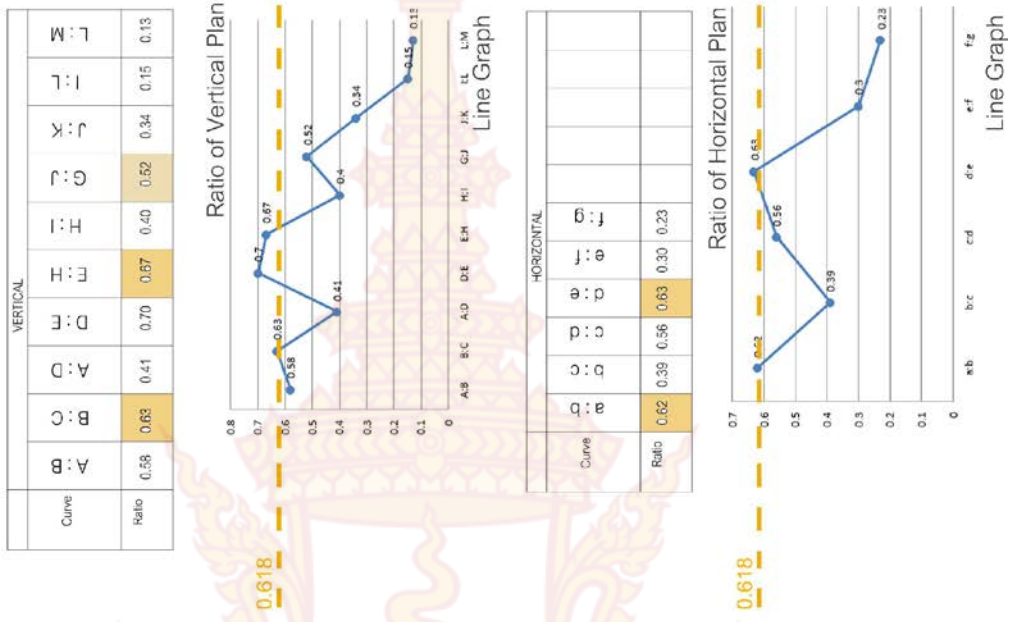 VERTICAL
Curve A:B B:C A:D D:E E:H H:I G:J J:K I:L L:M
Ratio 0.58 0.63 0.41 0.70 0.67 0.40 0.52 0.34 0.15 0.13
Ratio of Vertical Plan
0.8
0.7
0.6
0.5
0.4
0.3
0.2
0.1
0
0.618
0.58 0.63 0.41 0.7 0.67 0.4 0.52 0.34 0.15 0.13
A:B B:C A:D D:E E:H H:I G:J J:K I:L L:M
Line Graph
HORIZONTAL
Curve a:b b:c c:d d:e e:f f:g
Ratio 0.62 0.39 0.56 0.63 0.30 0.23
Ratio of Horizontal Plan
0.7
0.6
0.5
0.4
0.3
0.2
0.1
0
0.618
0.62 0.39 0.56 0.63 0.3 0.23
a:b b:c c:d d:e e:f f:g
Line Graph